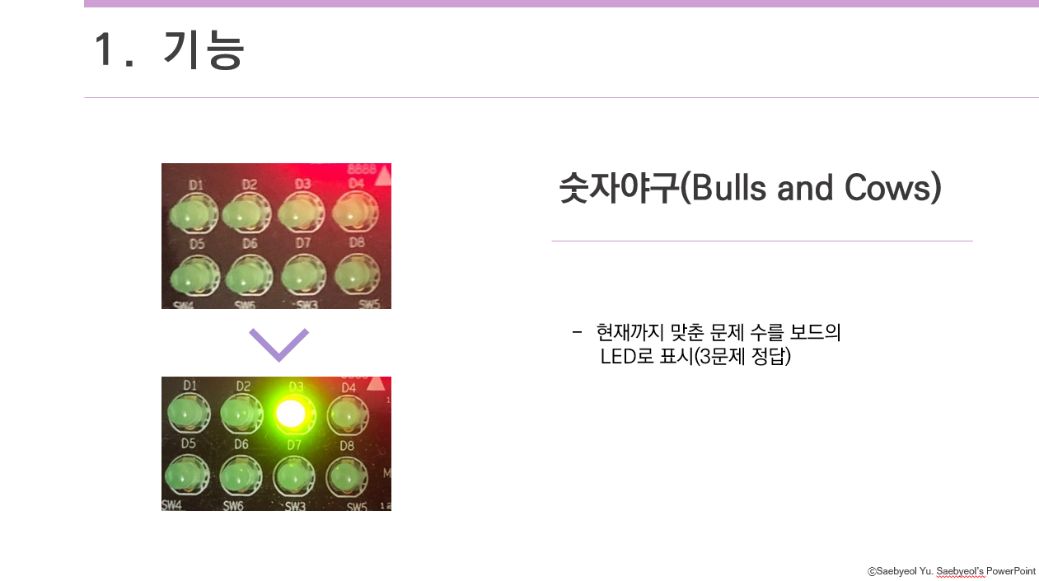 1. 기능
8888
D1 D2 D3 D4
D5 D6 D7 D8
SW4 SW6 SW3 SW5
숫자야구(Bulls and Cows)
- 현재까지 맞춘 문제 수를 보드의
LED로 표시(3문제 정답)
D1 D2 D3 D4
D5 D6 D7 D8
SW4 SW6 SW3 SW5
ⓒSaebyeol Yu. Saebyeol's PowerPoint